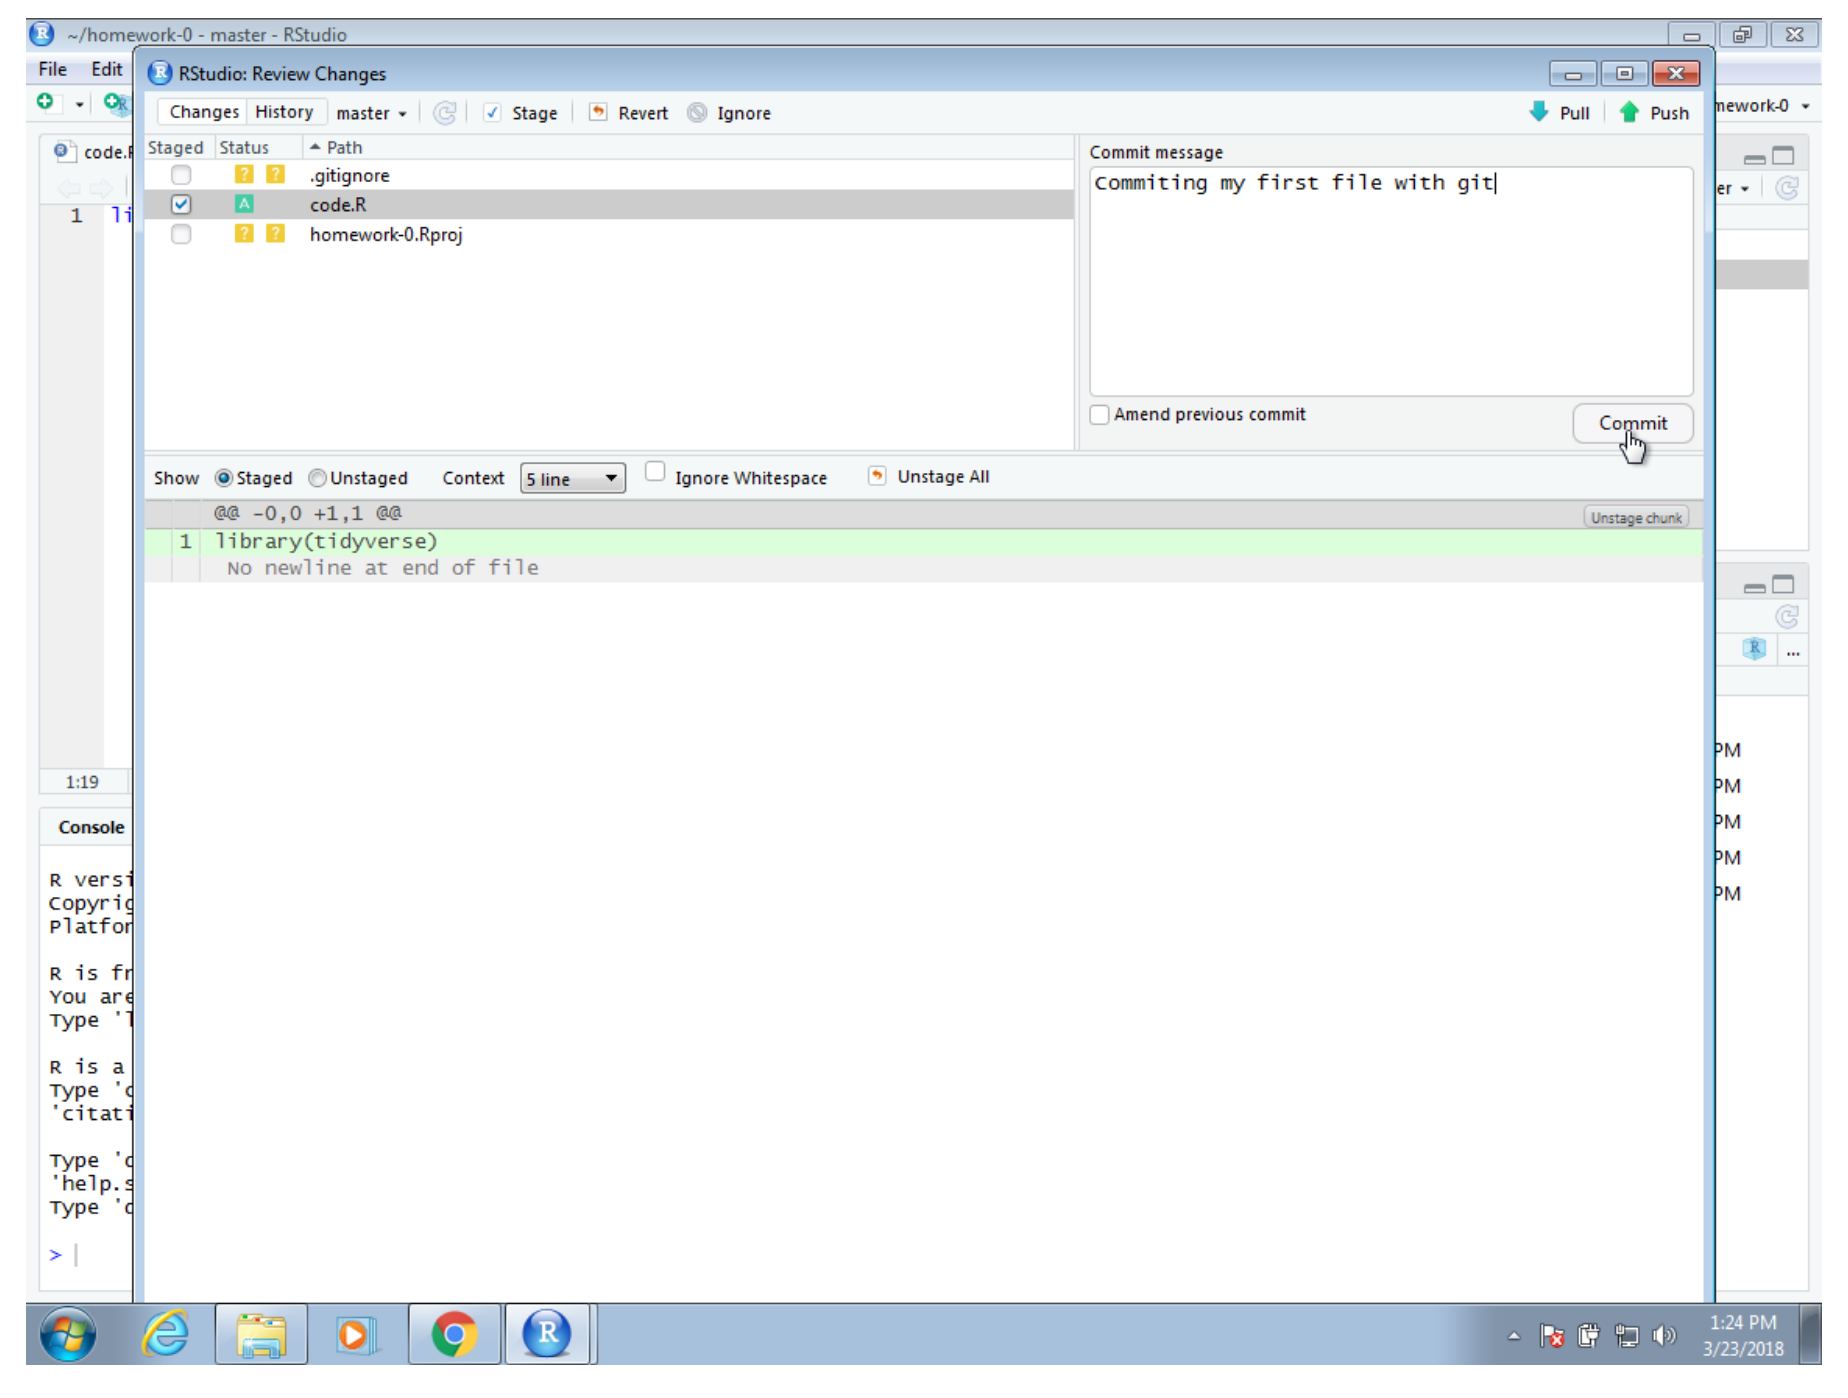 ~/homework-0 - master - RStudio
File Edit
RStudio: Review Changes
Changes History master Stage Revert Ignore Pull Push
Staged Status Path
.gitignore
code.R
homework-0.Rproj
Commit message
Commiting my first file with git
Amend previous commit
Commit
Show Staged Unstaged Context 5 line Ignore Whitespace Unstage All
@@ -0,0 +1,1 @@
Unstage chunk
1 library(tidyverse)
No newline at end of file
code.R
1 li
1:19
Console
R versi
Copyrig
Platfor
R is fr
You are
Type 'l
R is a
Type 'c
'citati
Type 'd
'help.s
Type 'q
>
mework-0
er
...
PM
PM
PM
PM
PM
1:24 PM
3/23/2018